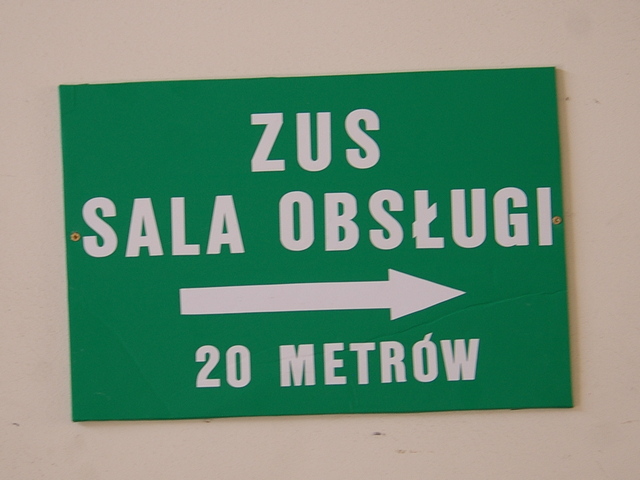 ZUS
SALA OBSŁUGI
20 METRÓW